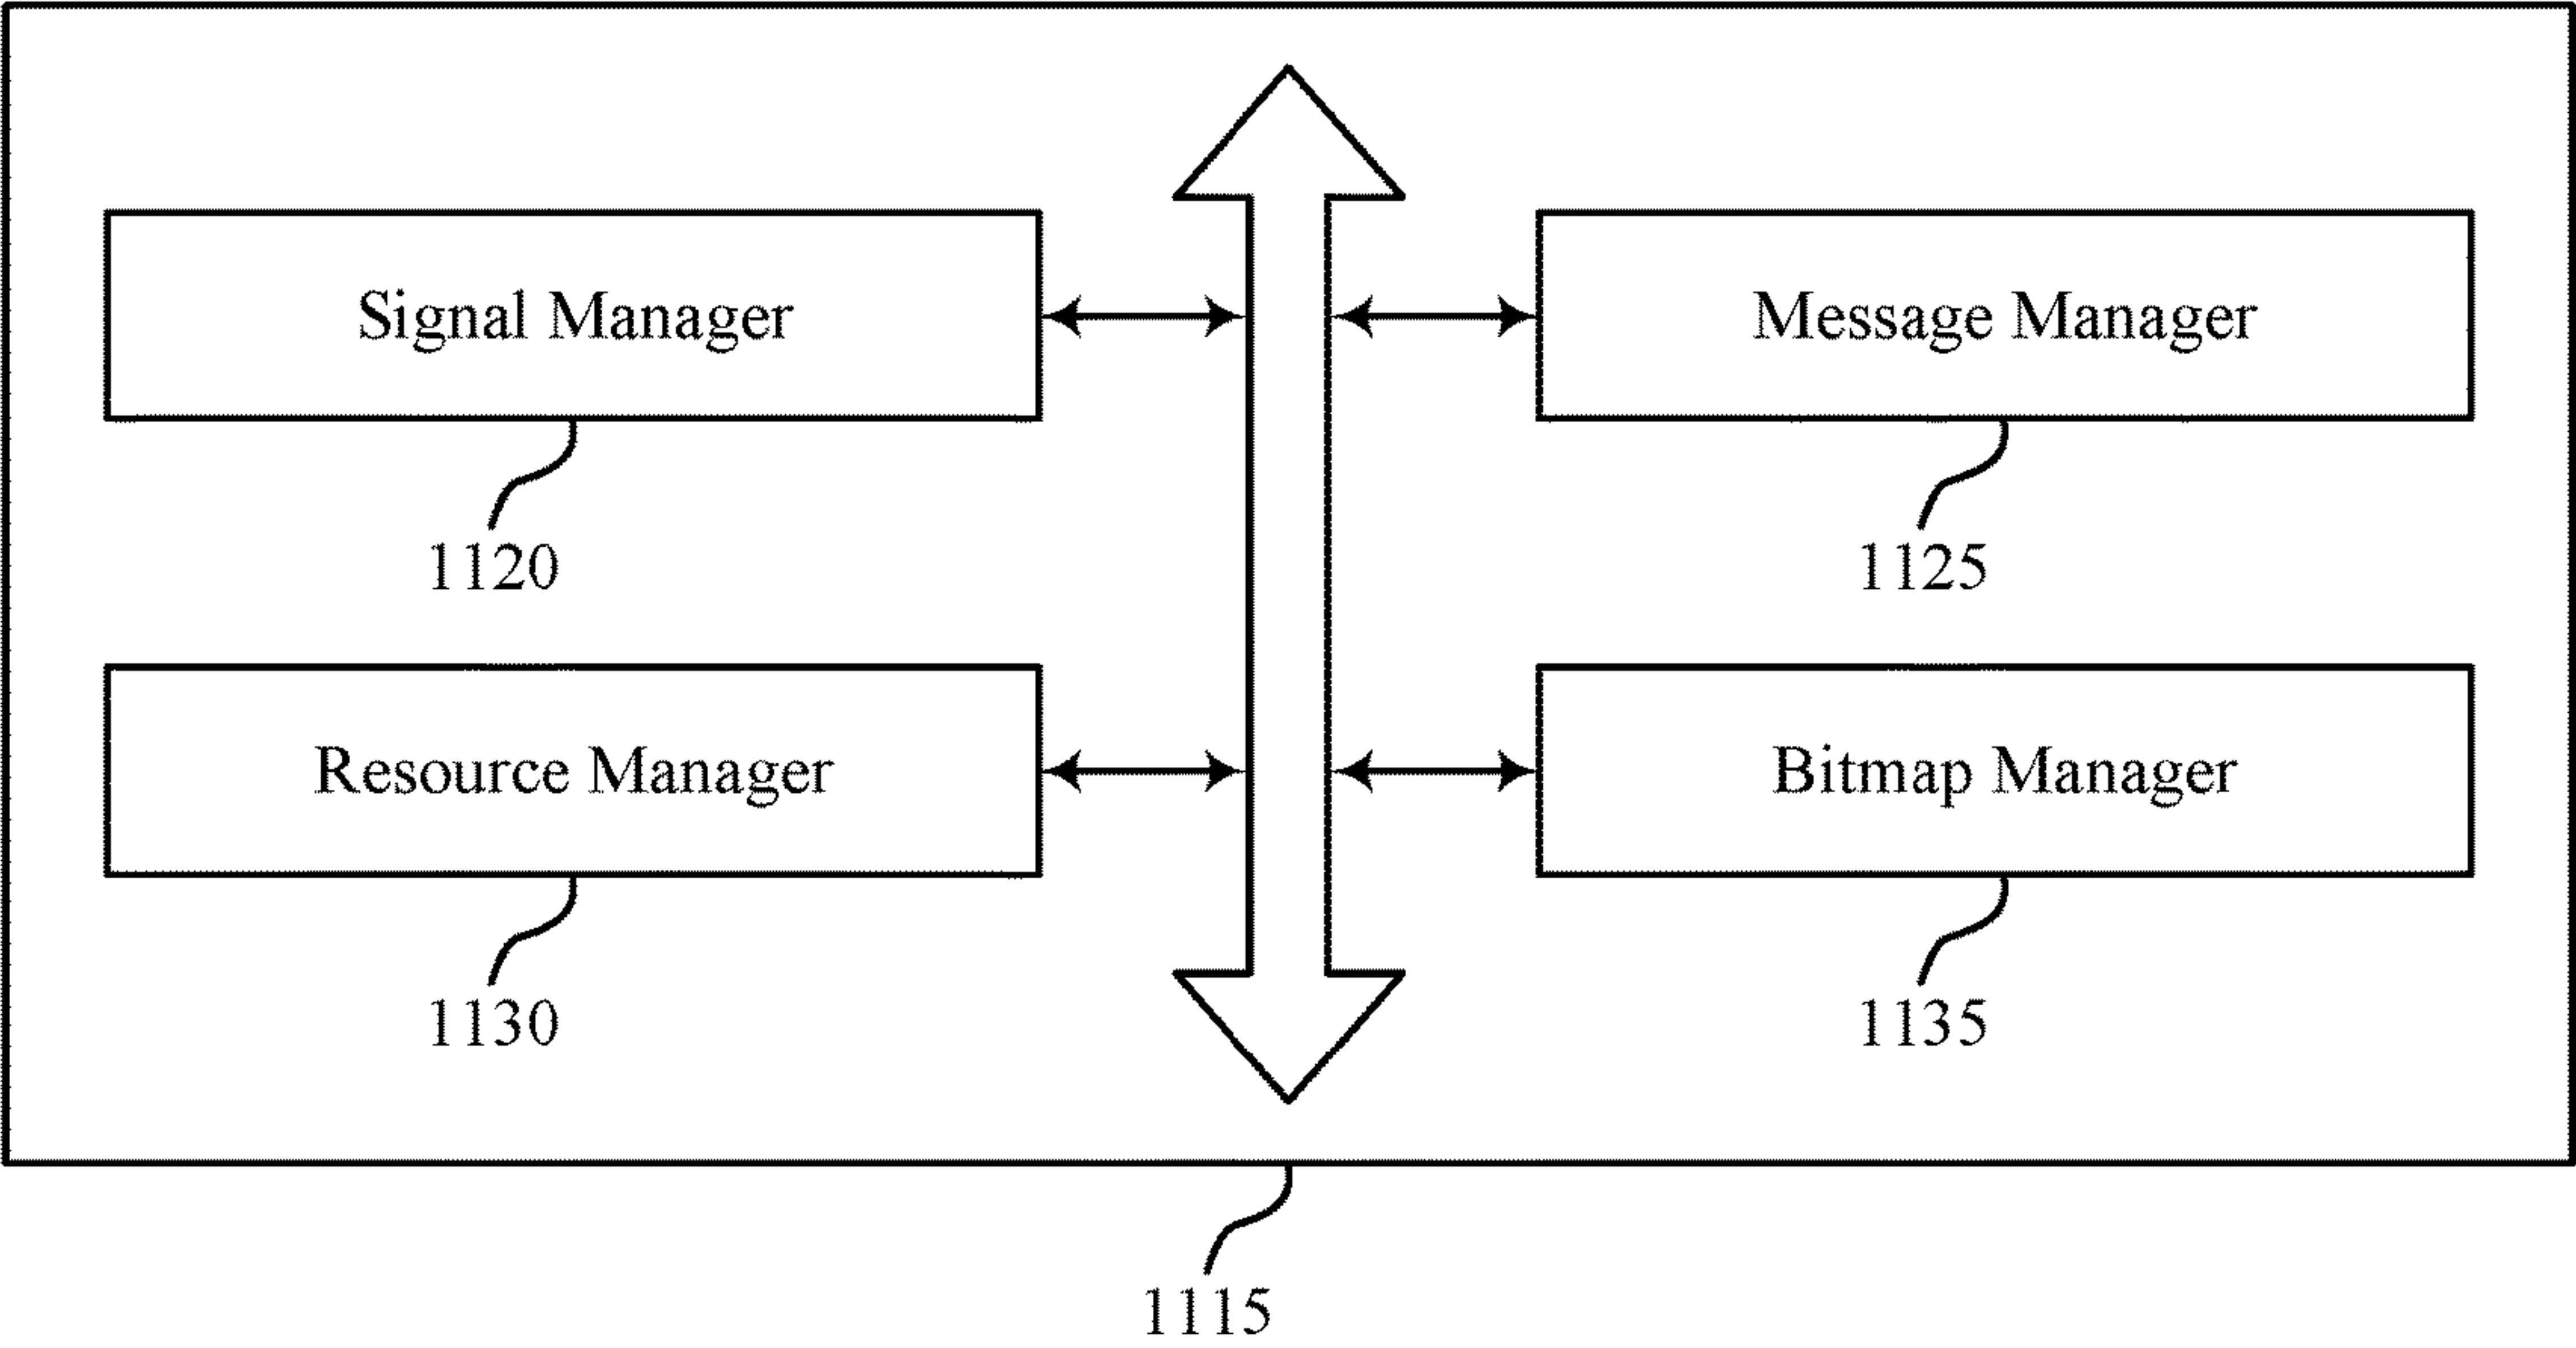 Signal Manager
Message Manager
1120
1125
Resource Manager
Bitmap Manager
1130
1135
1115